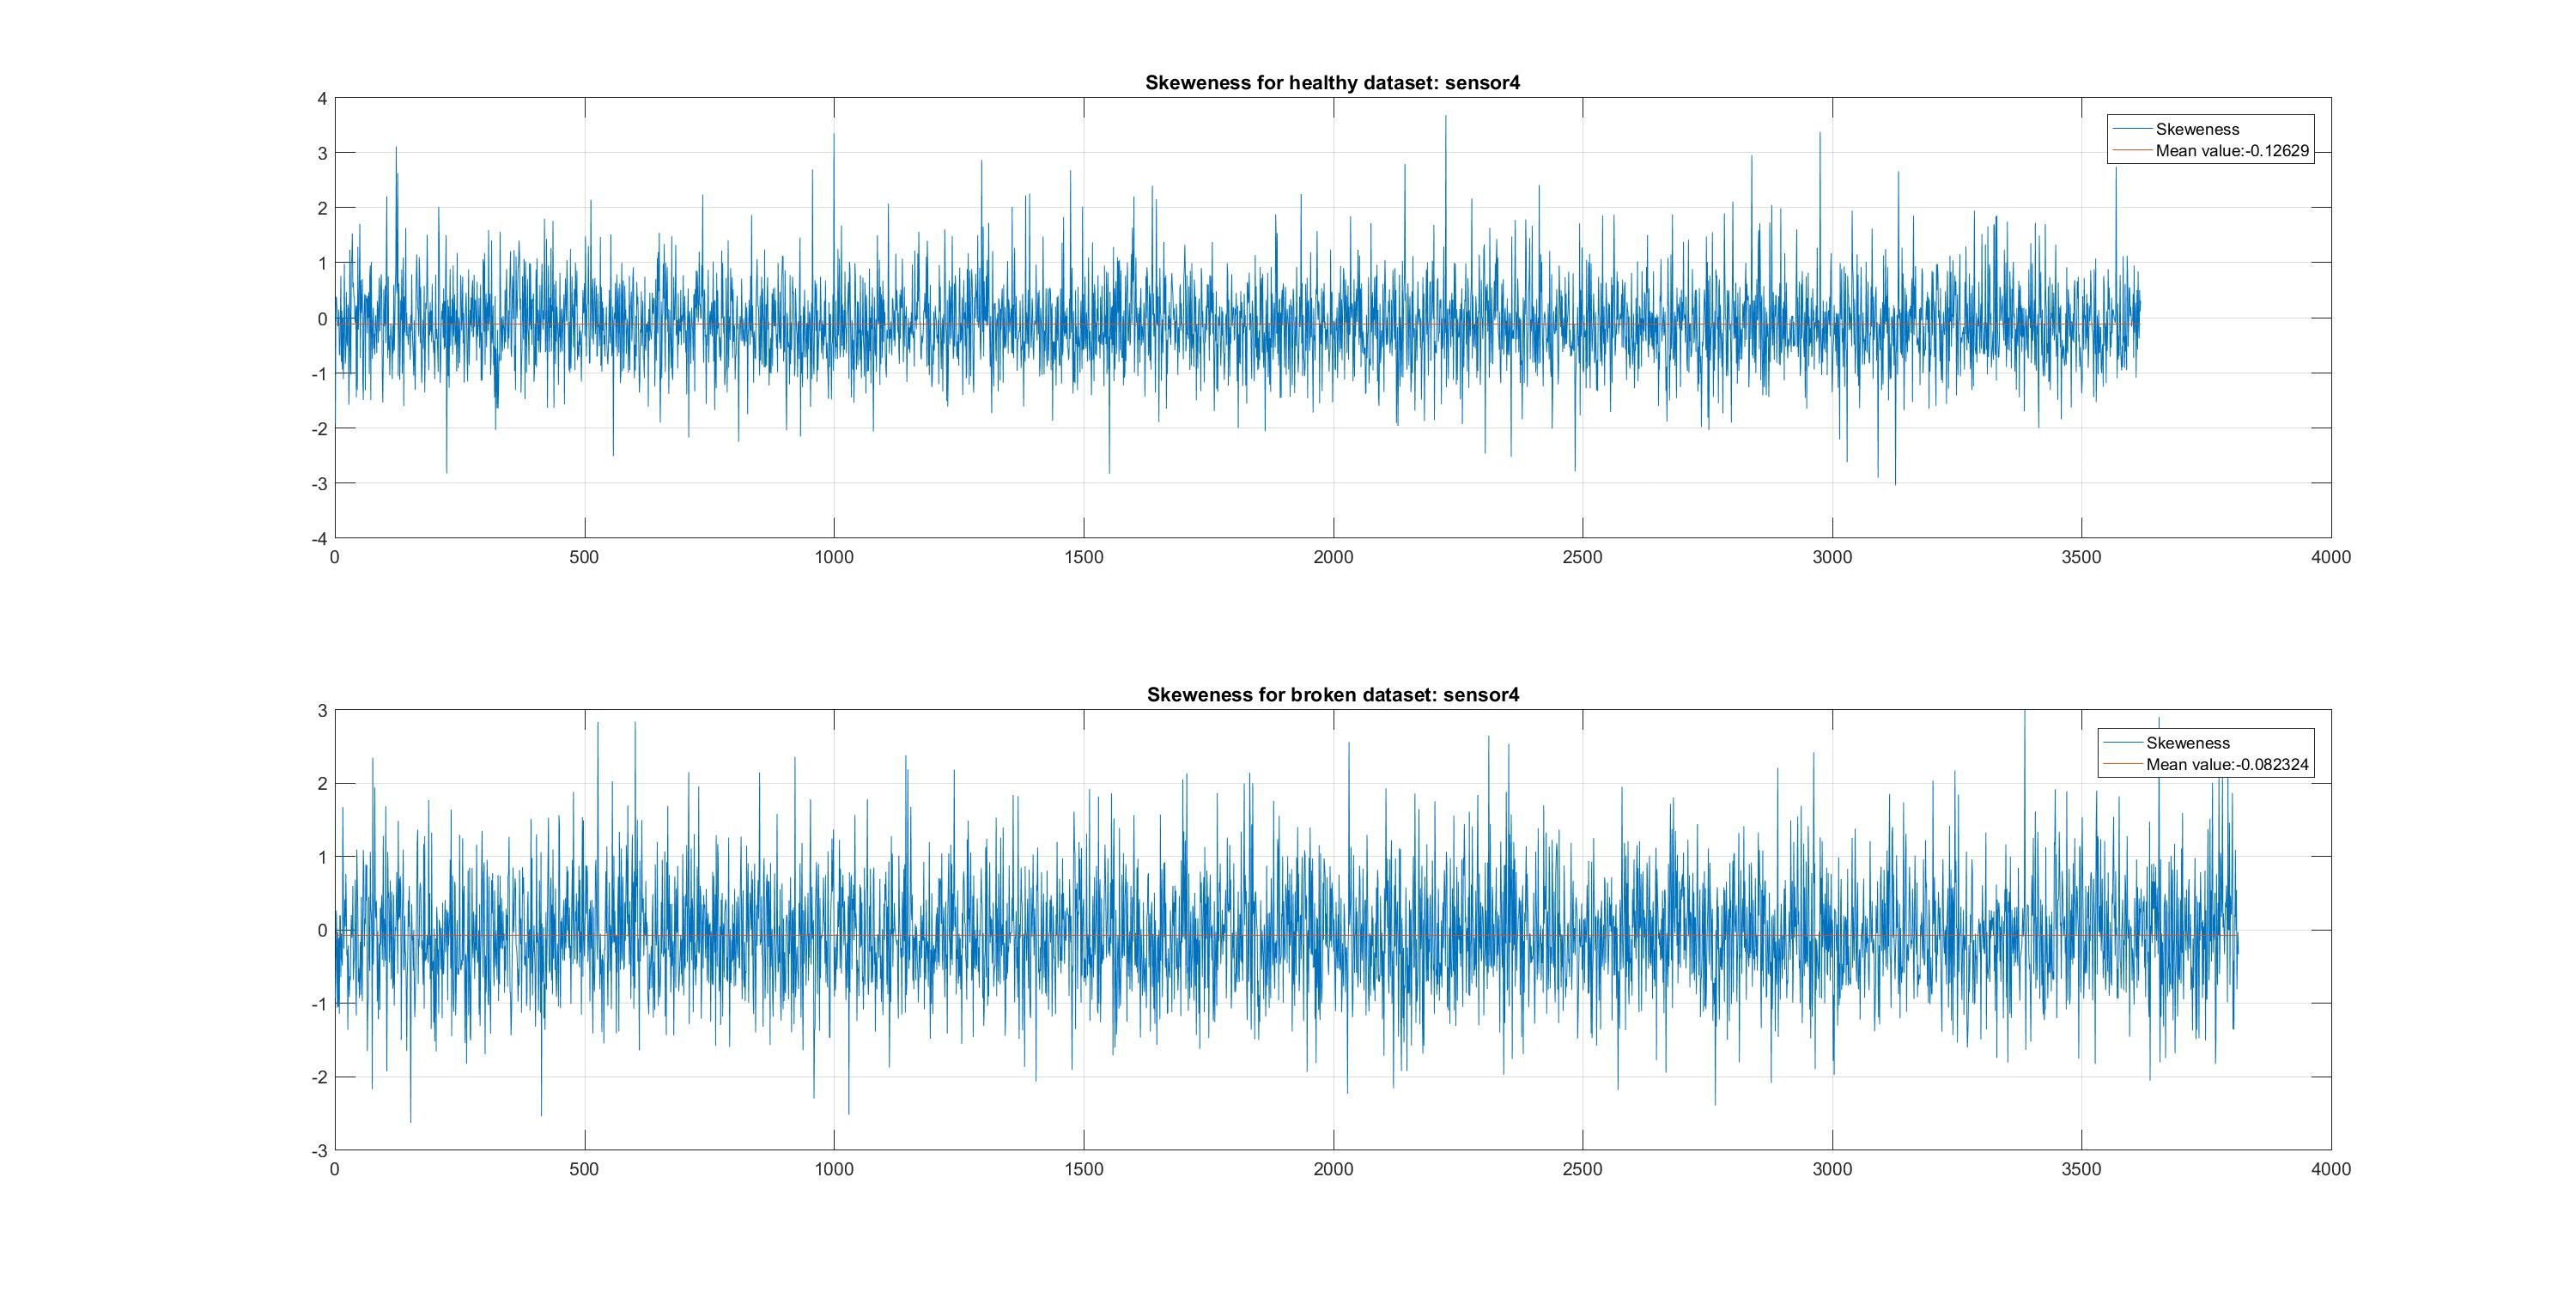 Skeweness for healthy dataset: sensor4
4
3
2
1
0
-1
-2
-3
-4
Skeweness
Mean value:-0.12629
0 500 1000 1500 2000 2500 3000 3500 4000
Skeweness for broken dataset: sensor4
3
2
1
0
-1
-2
-3
Skeweness
Mean value:-0.082324
0 500 1000 1500 2000 2500 3000 3500 4000